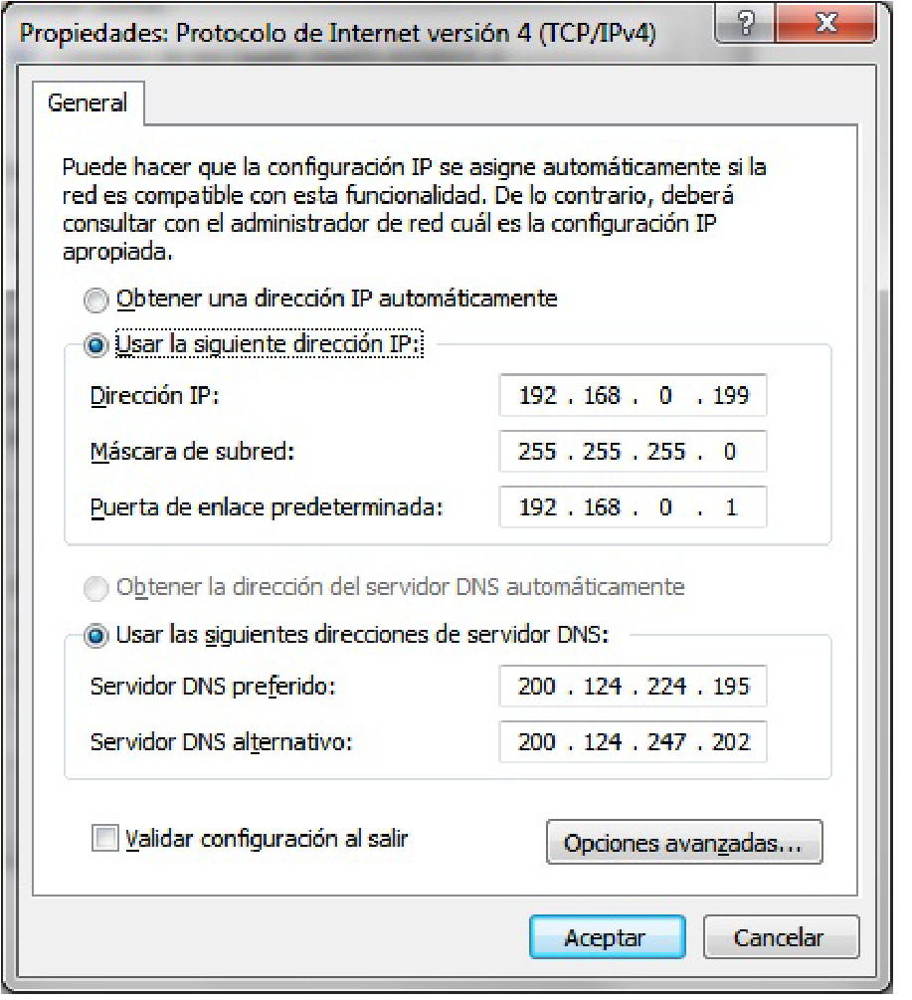 Propiedades: Protocolo de Internet versión 4 (TCP/IPv4)
?
X
General
Puede hacer que la configuración IP se asigne automáticamente si la
red es compatible con esta funcionalidad. De lo contrario, deberá
consultar con el administrador de red cuál es la configuración IP
apropiada.
Obtener una dirección IP automáticamente
Usar la siguiente dirección IP:
Dirección IP: 192 . 168 . 0 . 199
Máscara de subred: 255 . 255 . 255 . 0
Puerta de enlace predeterminada: 192 . 168 . 0 . 1
Obtener la dirección del servidor DNS automáticamente
Usar las siguientes direcciones de servidor DNS:
Servidor DNS preferido: 200 . 124 . 224 . 195
Servidor DNS alternativo: 200 . 124 . 247 . 202
Validar configuración al salir
Opciones avanzadas...
Aceptar Cancelar